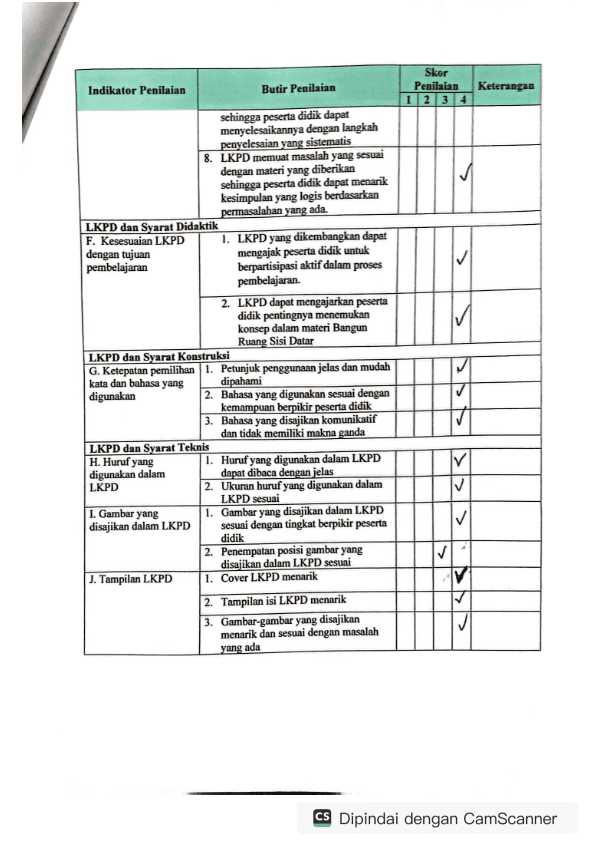 Indikator Penilaian Butir Penilaian Skor Penilaian Keterangan
1 2 3 4
sehingga peserta didik dapat
menyelesaikannya dengan langkah
penyelesaian yang sistematis
8. LKPD memuat masalah yang sesuai
dengan materi yang diberikan
sehingga peserta didik dapat menarik
kesimpulan yang logis berdasarkan
permasalahan yang ada.
LKPD dan Syarat Didaktik
F. Kesesuaian LKPD
dengan tujuan
pembelajaran
1. LKPD yang dikembangkan dapat
mengajak peserta didik untuk
berpartisipasi aktif dalam proses
pembelajaran.
2. LKPD dapat mengajarkan peserta
didik pentingnya menemukan
konsep dalam materi Bangun
Ruang Sisi Datar
LKPD dan Syarat Konstruksi
G. Ketepatan pemilihan
kata dan bahasa yang
digunakan
1. Petunjuk penggunaan jelas dan mudah
dipahami
2. Bahasa yang digunakan sesuai dengan
kemampuan berpikir peserta didik
3. Bahasa yang disajikan komunikatif
dan tidak memiliki makna ganda
LKPD dan Syarat Teknis
H. Huruf yang
digunakan dalam
LKPD
1. Huruf yang digunakan dalam LKPD
dapat dibaca dengan jelas
2. Ukuran huruf yang digunakan dalam
LKPD sesuai
I. Gambar yang
disajikan dalam LKPD
1. Gambar yang disajikan dalam LKPD
sesuai dengan tingkat berpikir peserta
didik
2. Penempatan posisi gambar yang
disajikan dalam LKPD sesuai
J. Tampilan LKPD
1. Cover LKPD menarik
2. Tampilan isi LKPD menarik
3. Gambar-gambar yang disajikan
menarik dan sesuai dengan masalah
yang ada
CS Dipindai dengan CamScanner